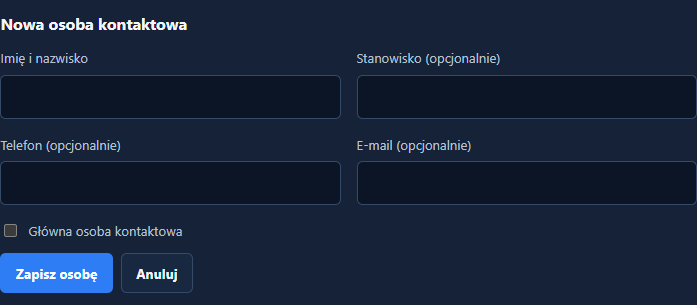 Nowa osoba kontaktowa
Imię i nazwisko
Stanowisko (opcjonalnie)
Telefon (opcjonalnie)
E-mail (opcjonalnie)
Główna osoba kontaktowa
Zapisz osobę
Anuluj